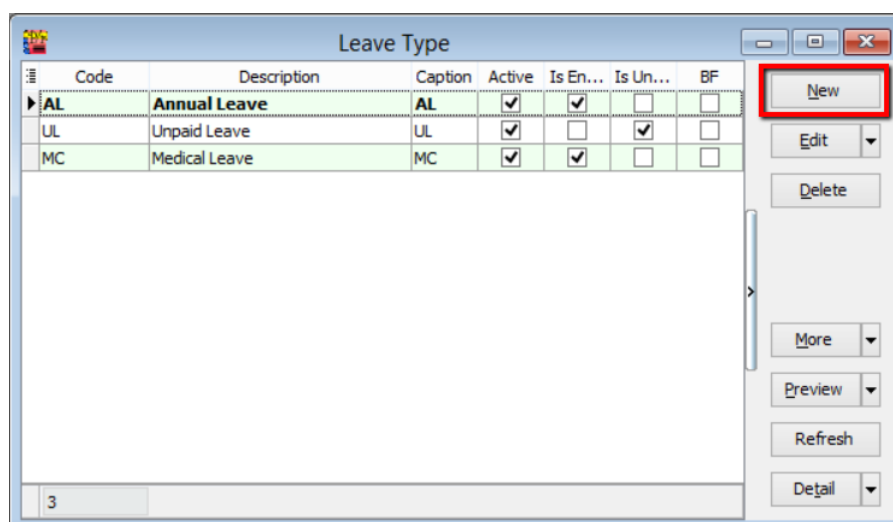 Leave Type
Code Description Caption Active Is En... Is Un... BF
AL Annual Leave AL
UL Unpaid Leave UL
MC Medical Leave MC
3
New
Edit
Delete
More
Preview
Refresh
Detail